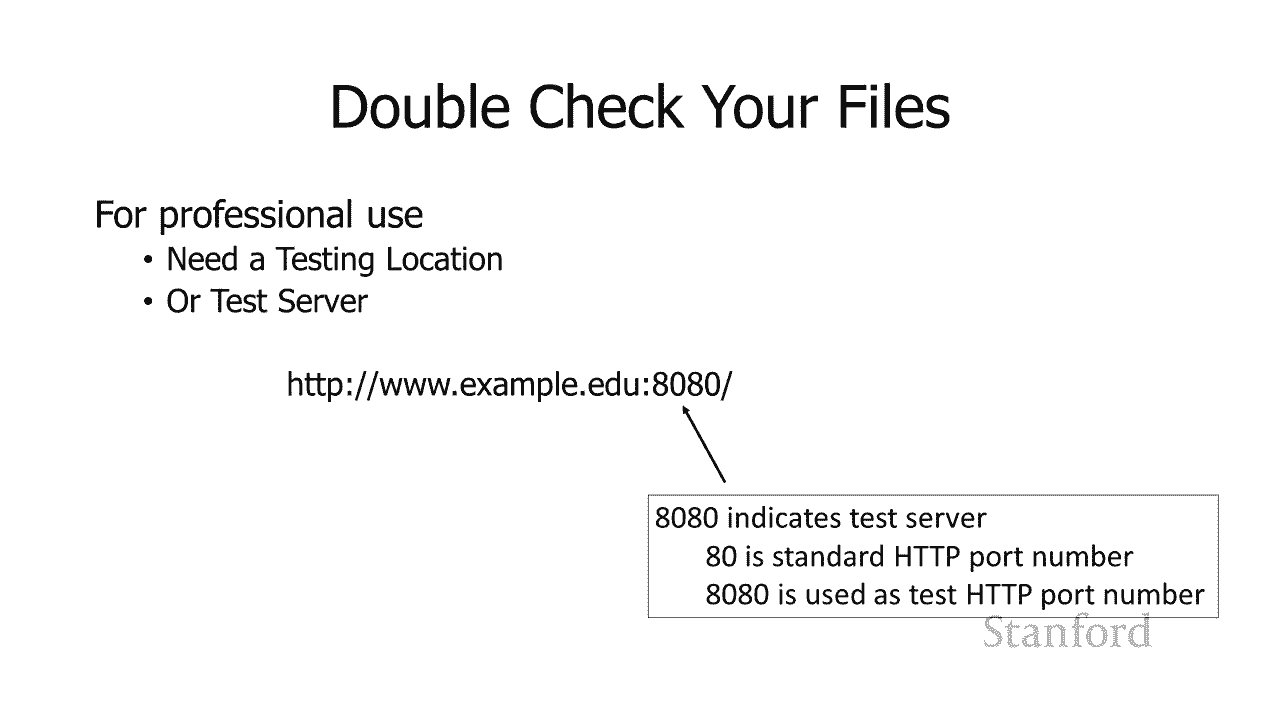 Double Check Your Files
For professional use
• Need a Testing Location
• Or Test Server
http://www.example.edu:8080/
8080 indicates test server
80 is standard HTTP port number
8080 is used as test HTTP port number
Stanford